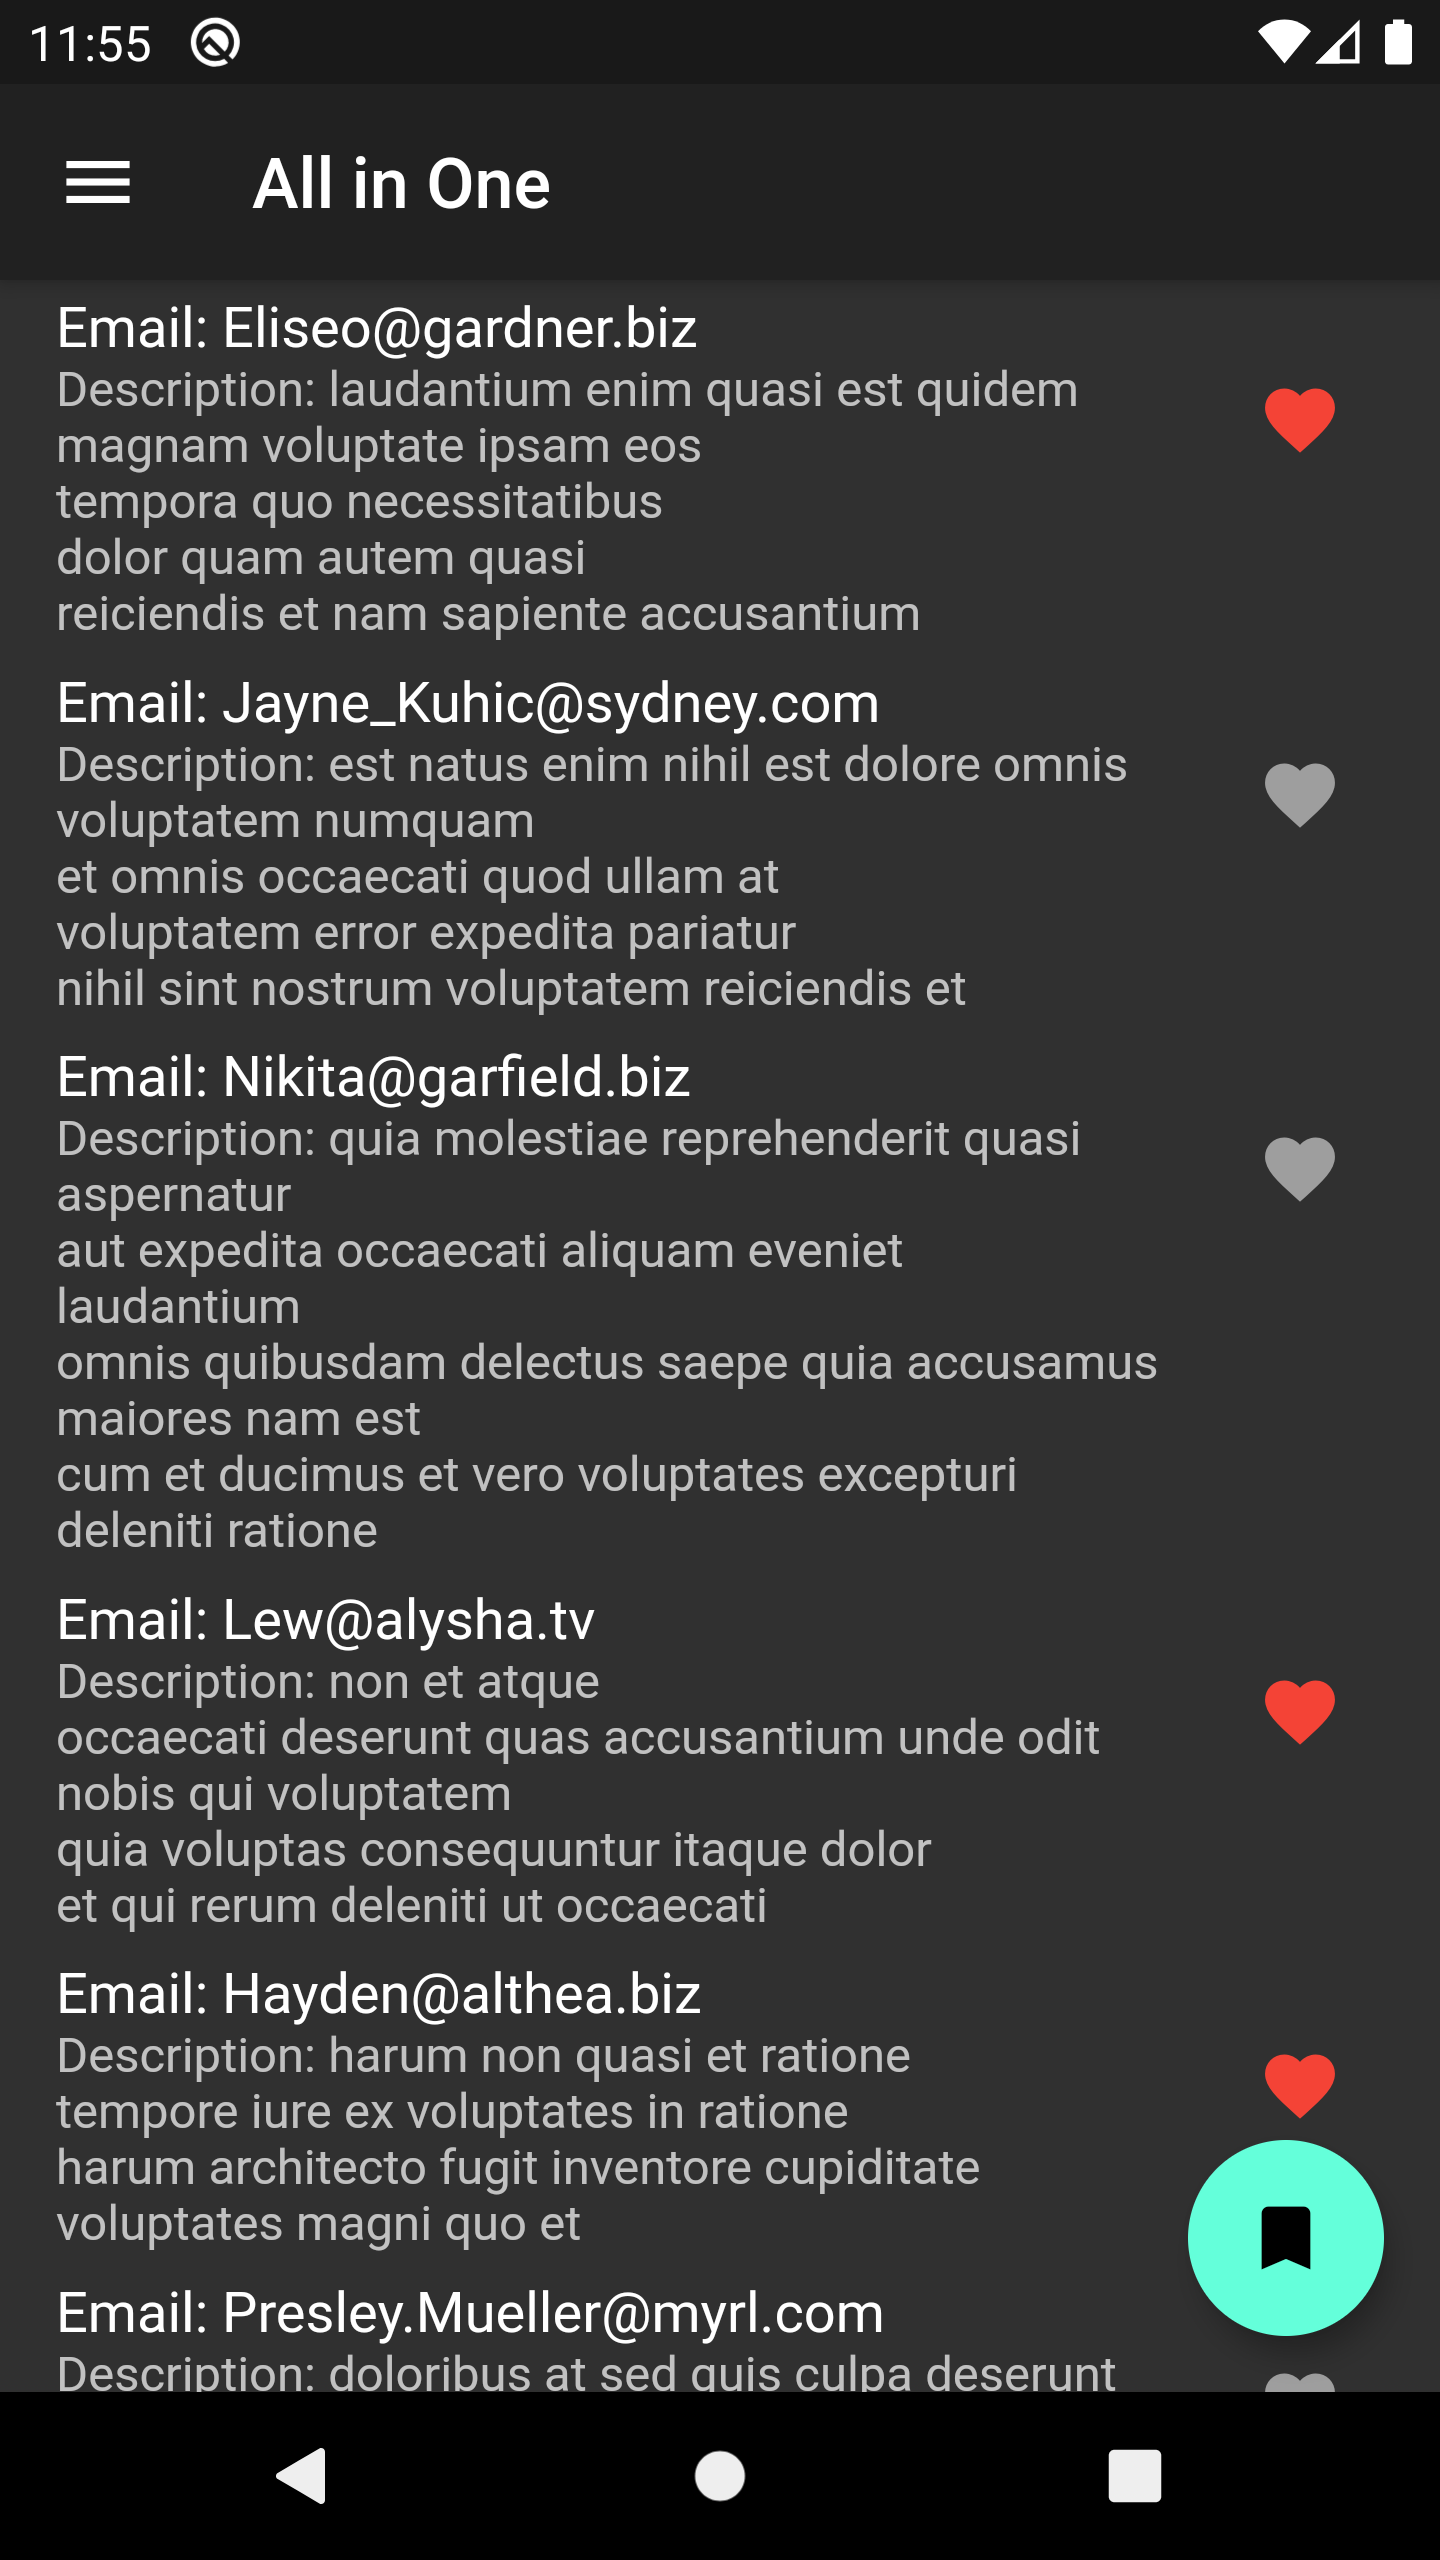 11:55
All in One
Email: Eliseo@gardner.biz
Description: laudantium enim quasi est quidem
magnam voluptate ipsam eos
tempora quo necessitatibus
dolor quam autem quasi
reiciendis et nam sapiente accusantium
Email: Jayne_Kuhic@sydney.com
Description: est natus enim nihil est dolore omnis
voluptatem numquam
et omnis occaecati quod ullam at
voluptatem error expedita pariatur
nihil sint nostrum voluptatem reiciendis et
Email: Nikita@garfield.biz
Description: quia molestiae reprehenderit quasi
aspernatur
aut expedita occaecati aliquam eveniet
laudantium
omnis quibusdam delectus saepe quia accusamus
maiores nam est
cum et ducimus et vero voluptates excepturi
deleniti ratione
Email: Lew@alysha.tv
Description: non et atque
occaecati deserunt quas accusantium unde odit
nobis qui voluptatem
quia voluptas consequuntur itaque dolor
et qui rerum deleniti ut occaecati
Email: Hayden@althea.biz
Description: harum non quasi et ratione
tempore iure ex voluptates in ratione
harum architecto fugit inventore cupiditate
voluptates magni quo et
Email: Presley.Mueller@myrl.com
Description: doloribus at sed quis culpa deserunt